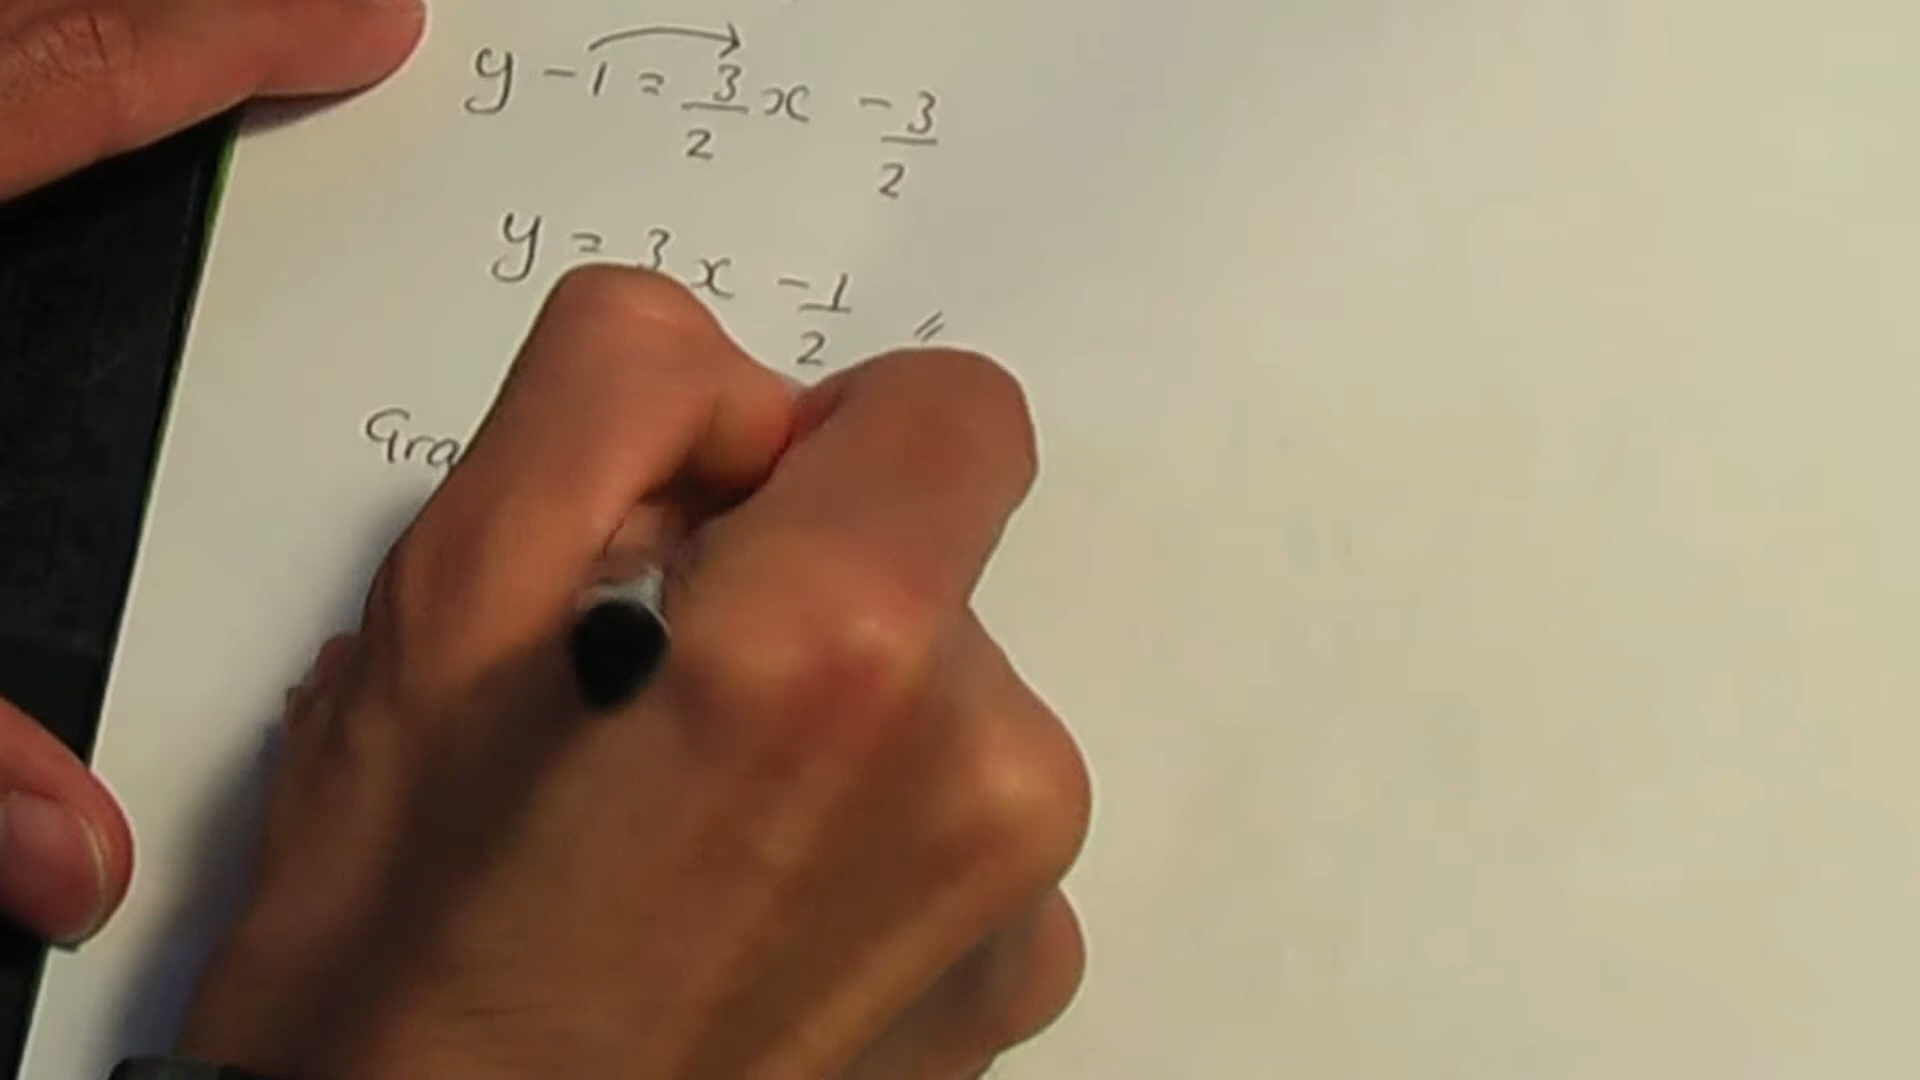 y - 1 = 3/2 x - 3/2
y = 3 x - 1/2 //
Gra